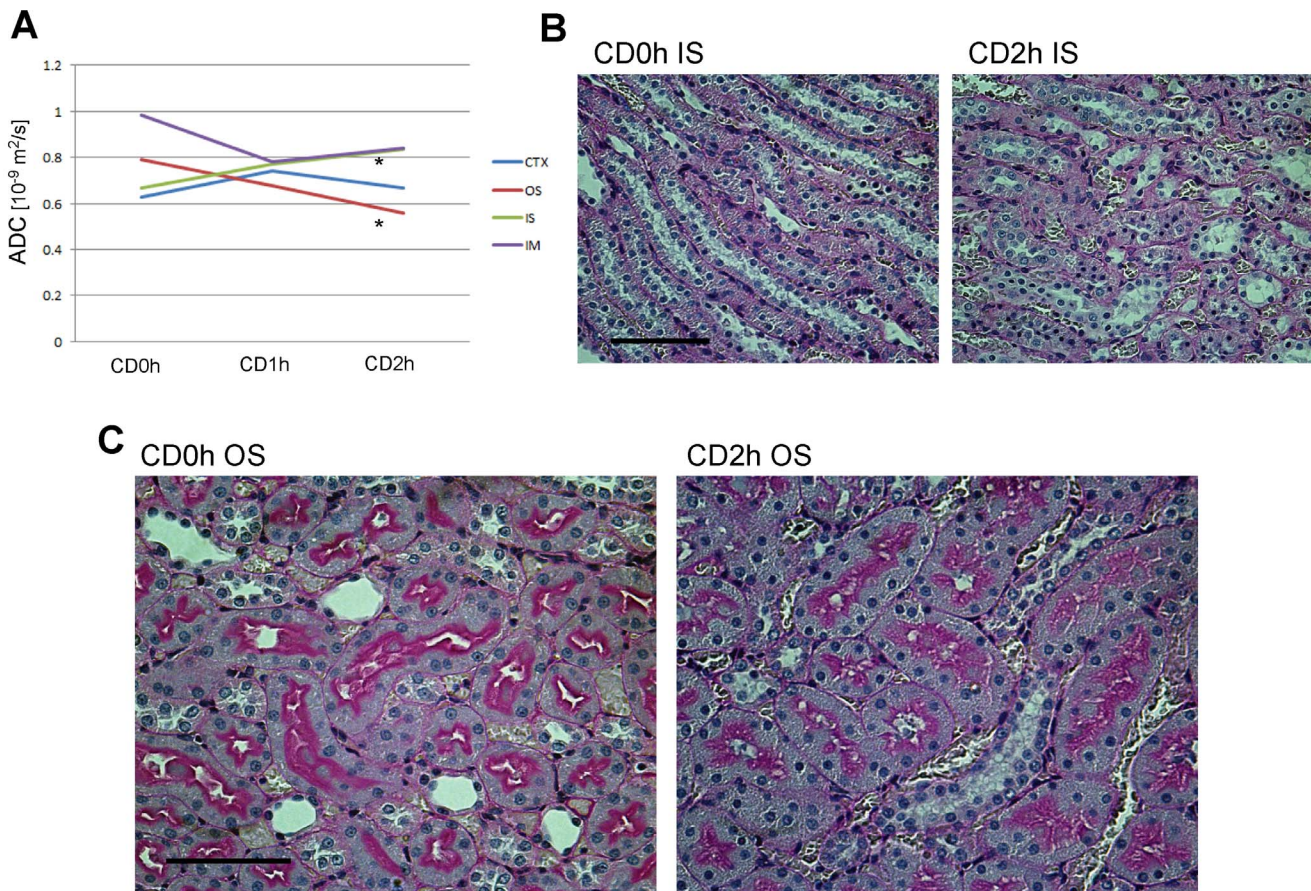 A
1.2
1
0.8
0.6
0.4
0.2
0
ADC [10⁻⁹ m²/s]
CD0h CD1h CD2h
*
*
CTX
OS
IS
IM
B
CD0h IS CD2h IS
C
CD0h OS CD2h OS